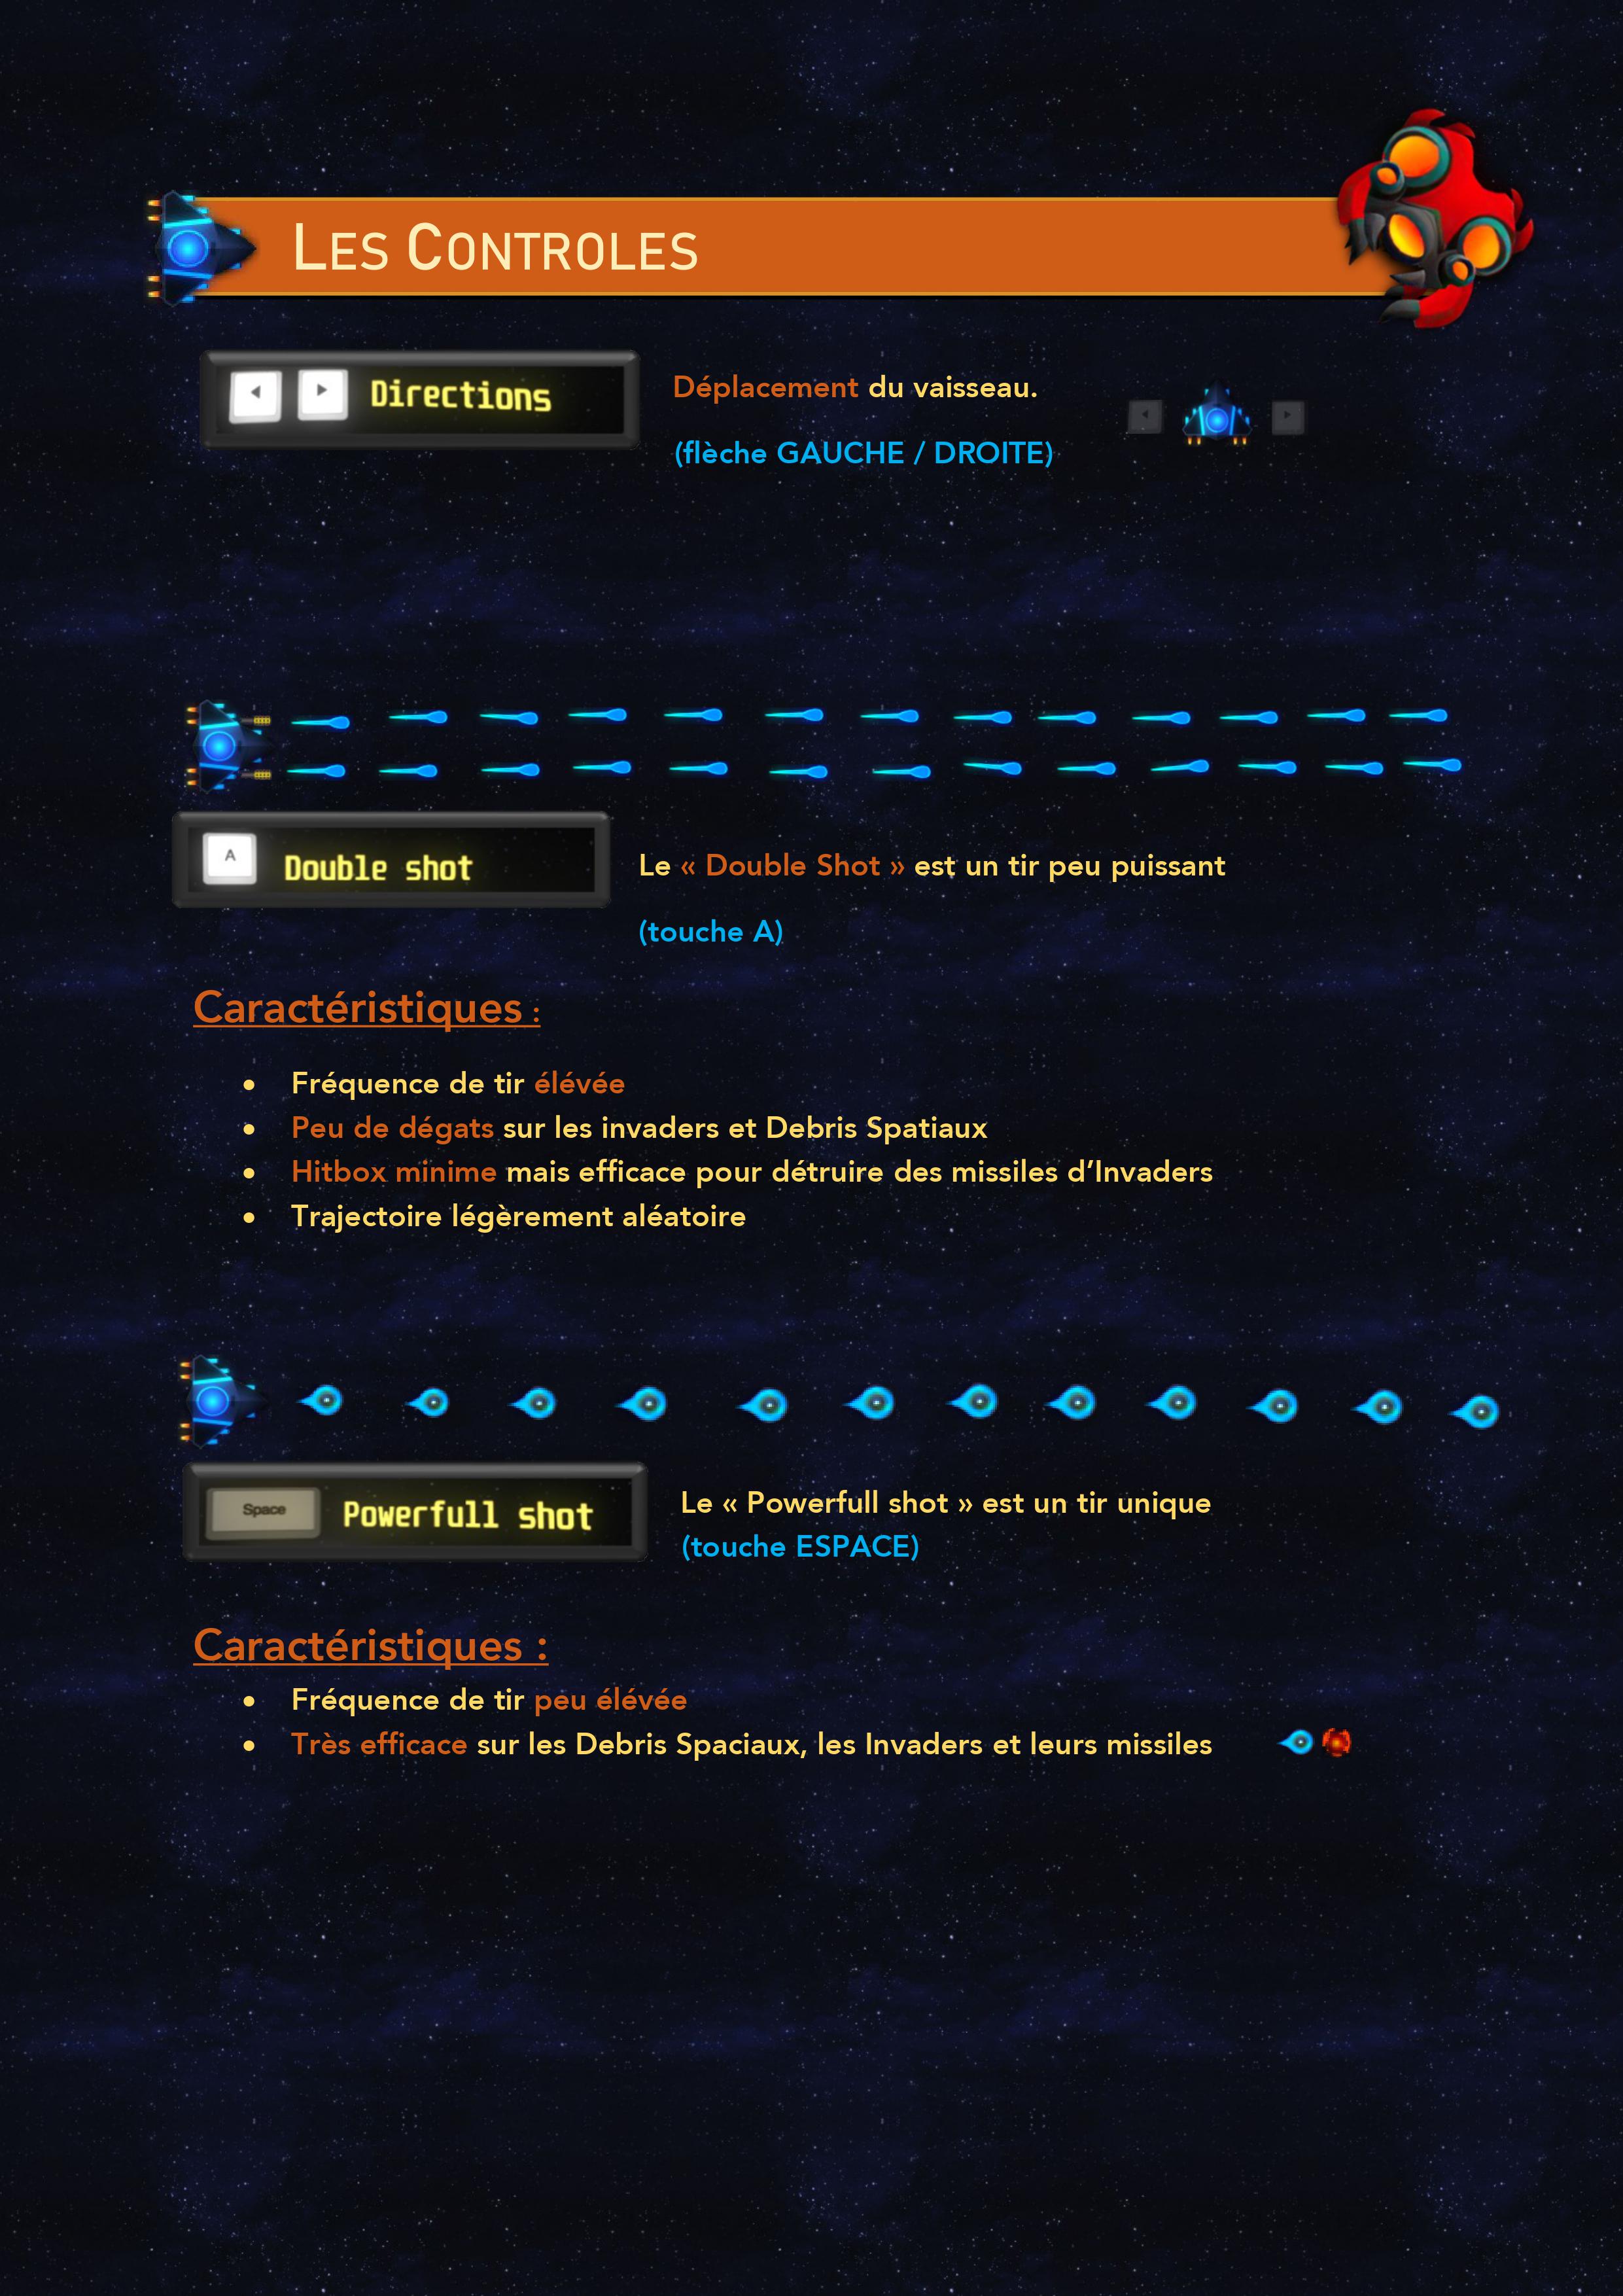 LES CONTROLES
Directions
Déplacement du vaisseau.
(flèche GAUCHE / DROITE)
A
Double shot
Le « Double Shot » est un tir peu puissant
(touche A)
Caractéristiques :
• Fréquence de tir élévée
• Peu de dégats sur les invaders et Debris Spatiaux
• Hitbox minime mais efficace pour détruire des missiles d’Invaders
• Trajectoire légèrement aléatoire
Space
Powerfull shot
Le « Powerfull shot » est un tir unique
(touche ESPACE)
Caractéristiques :
• Fréquence de tir peu élévée
• Très efficace sur les Debris Spaciaux, les Invaders et leurs missiles